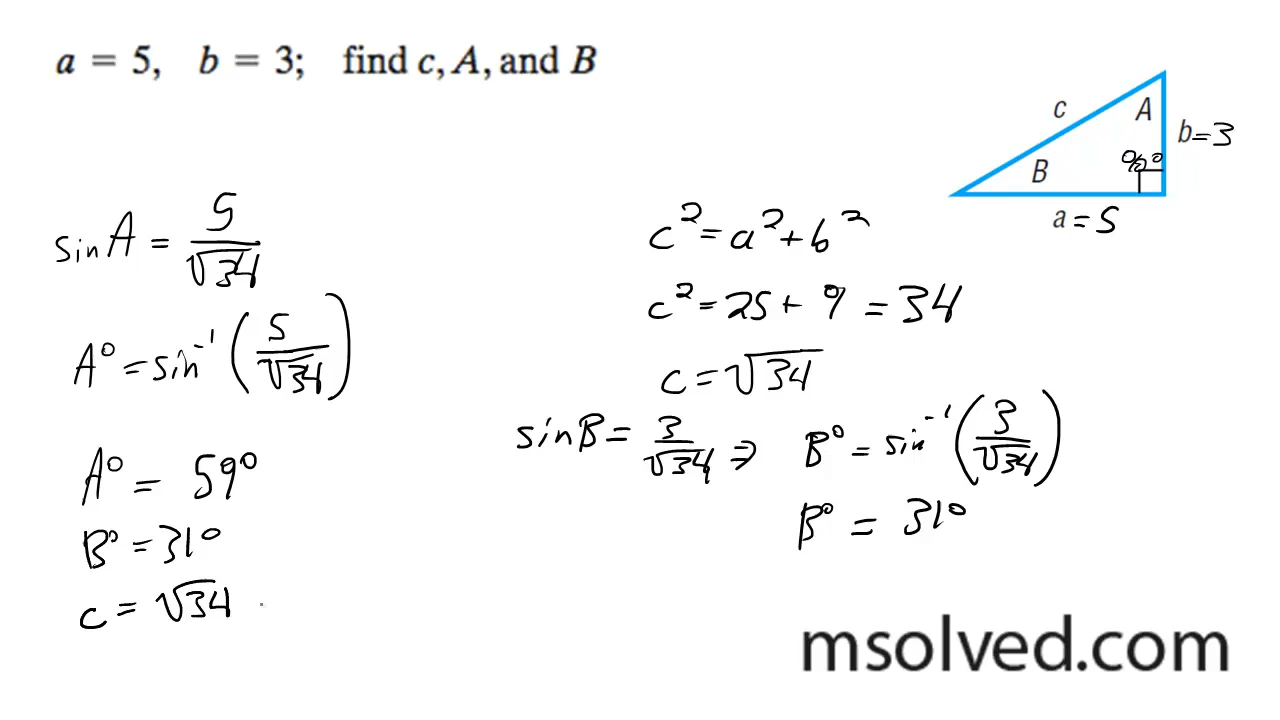 a = 5, b = 3; find c, A, and B
c
A
b = 3
90°
B
a = 5
sin A = 5/√34
A° = sin⁻¹(5/√34)
A° = 59°
B° = 31°
c = √34
c² = a² + b²
c² = 25 + 9 = 34
c = √34
sin B = 3/√34 ⇒ B° = sin⁻¹(3/√34)
B° = 31°
msolved.com